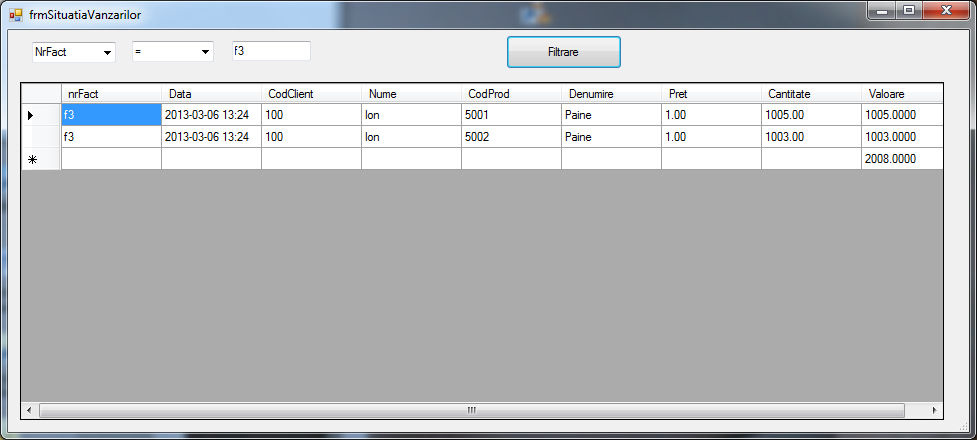 frmSituatiaVanzarilor
NrFact = f3 Filtrare
nrFact Data CodClient Nume CodProd Denumire Pret Cantitate Valoare
f3 2013-03-06 13:24 100 Ion 5001 Paine 1.00 1005.00 1005.0000
f3 2013-03-06 13:24 100 Ion 5002 Paine 1.00 1003.00 1003.0000
2008.0000